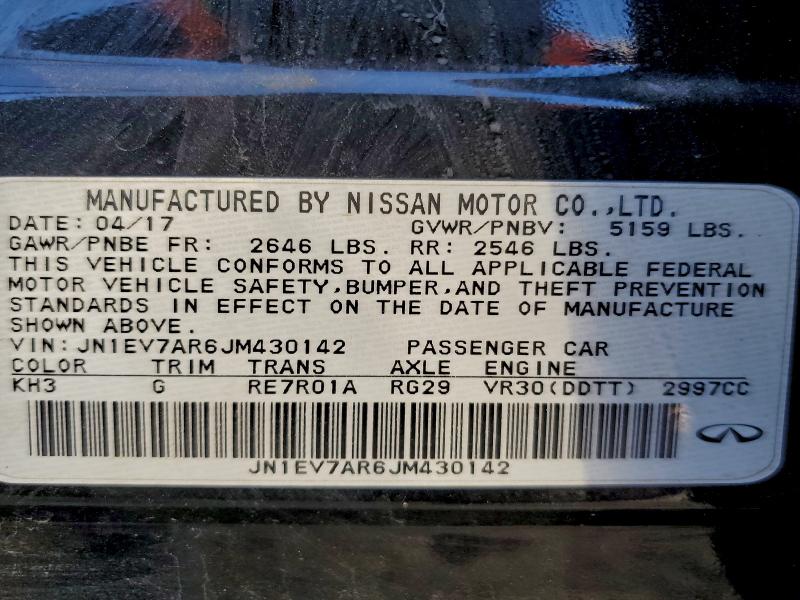 MANUFACTURED BY NISSAN MOTOR CO.,LTD.
DATE: 04/17 GVWR/PNBV: 5159 LBS.
GAWR/PNBE FR: 2646 LBS. RR: 2546 LBS.
THIS VEHICLE CONFORMS TO ALL APPLICABLE FEDERAL
MOTOR VEHICLE SAFETY,BUMPER,AND THEFT PREVENTION
STANDARDS IN EFFECT ON THE DATE OF MANUFACTURE
SHOWN ABOVE.
VIN: JN1EV7AR6JM430142 PASSENGER CAR
COLOR TRIM TRANS AXLE ENGINE
KH3 G RE7R01A RG29 VR30(DDTT) 2997CC
JN1EV7AR6JM430142